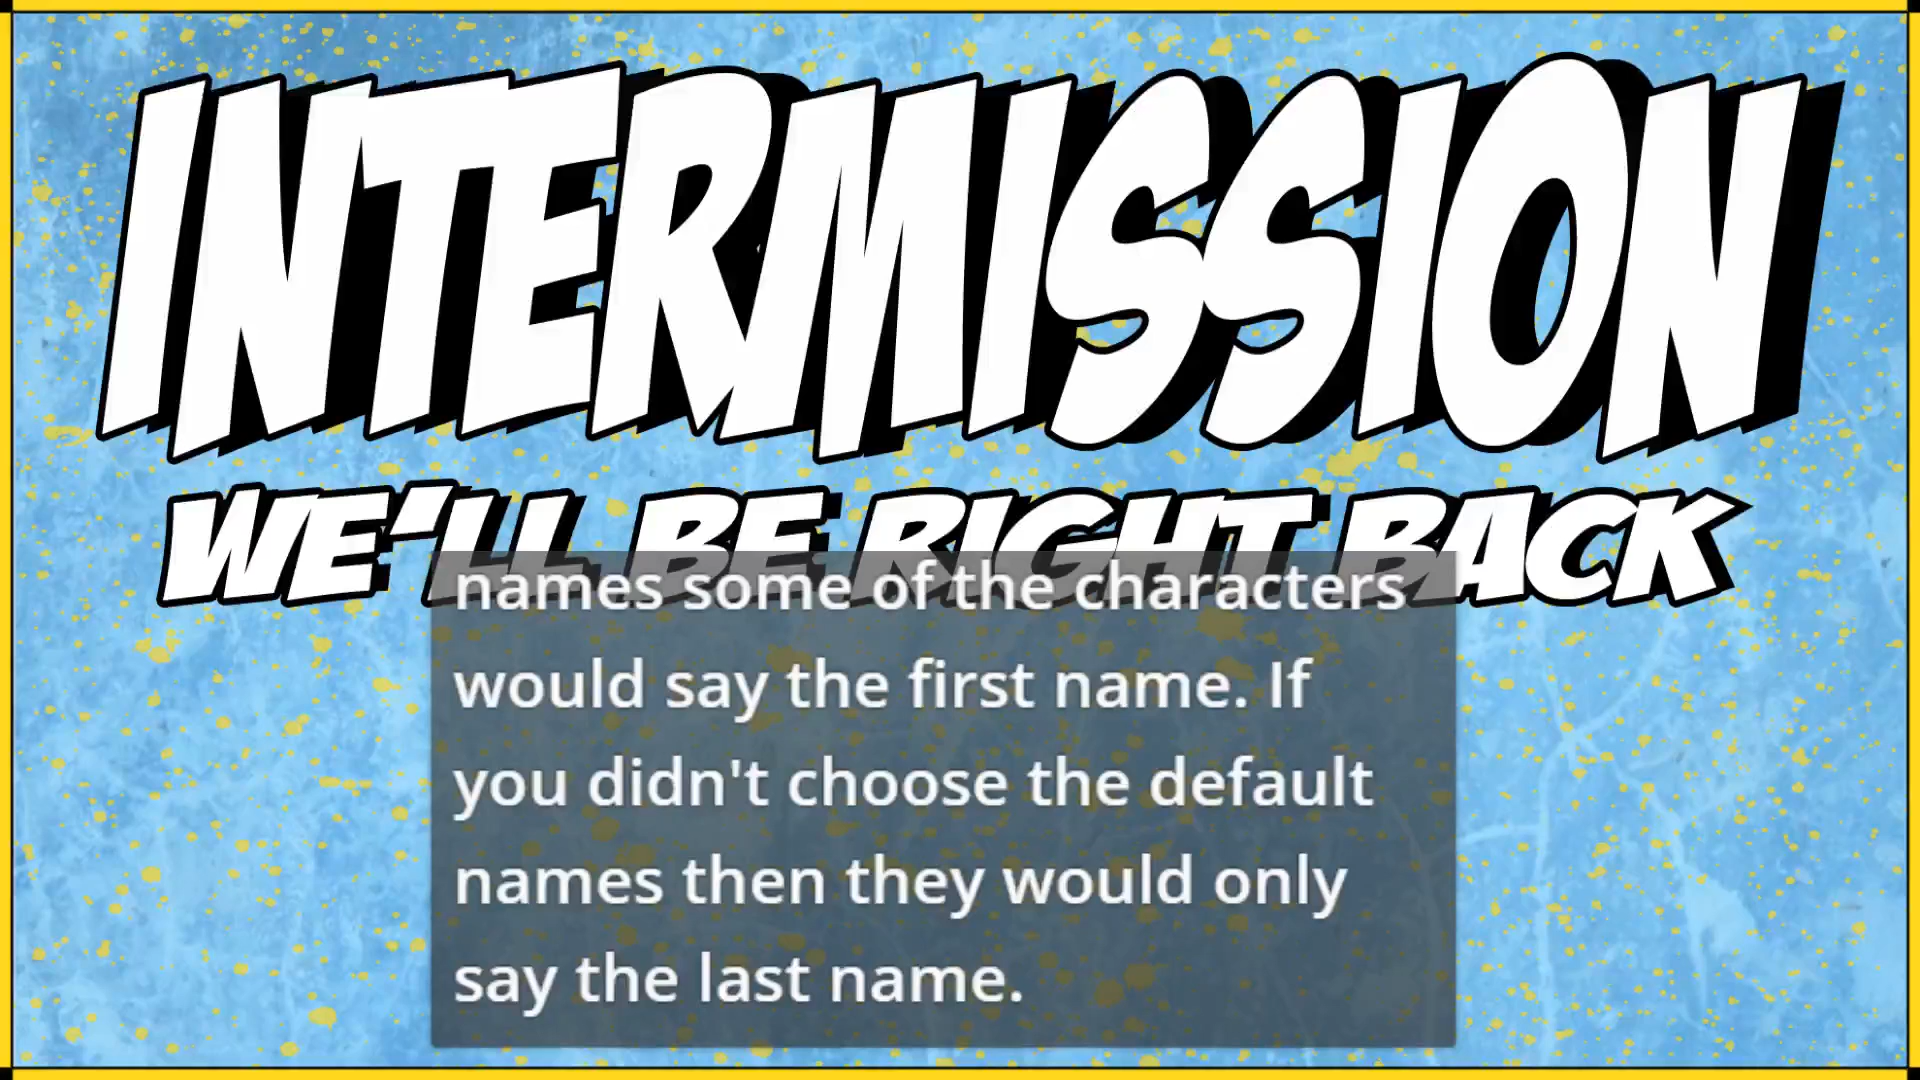 INTERMISSION
WE'LL BE RIGHT BACK
names some of the characters
would say the first name. If
you didn't choose the default
names then they would only
say the last name.